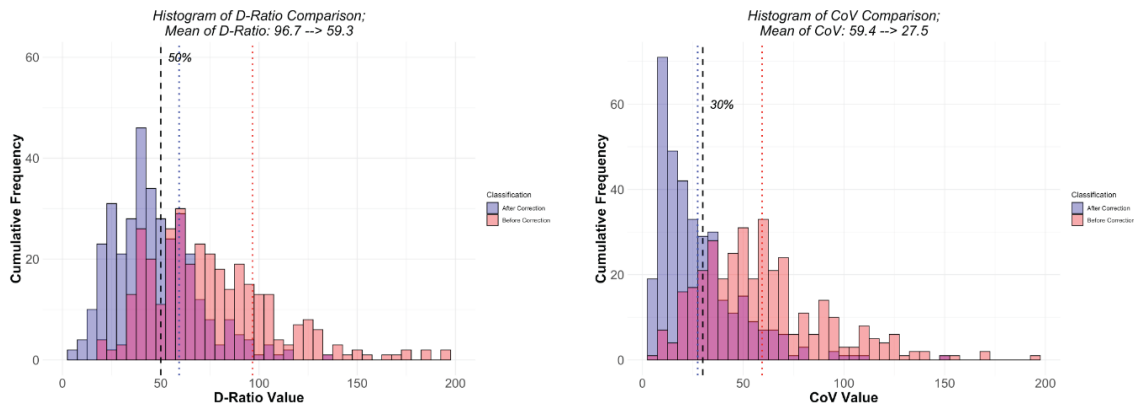 Histogram of D-Ratio Comparison;
Mean of D-Ratio: 96.7 --> 59.3
60
50%
40
20
0
Cumulative Frequency
0 50 100 150 200
D-Ratio Value
Classification
After Correction
Before Correction
Histogram of CoV Comparison;
Mean of CoV: 59.4 --> 27.5
60
30%
40
20
0
Cumulative Frequency
0 50 100 150 200
CoV Value
Classification
After Correction
Before Correction